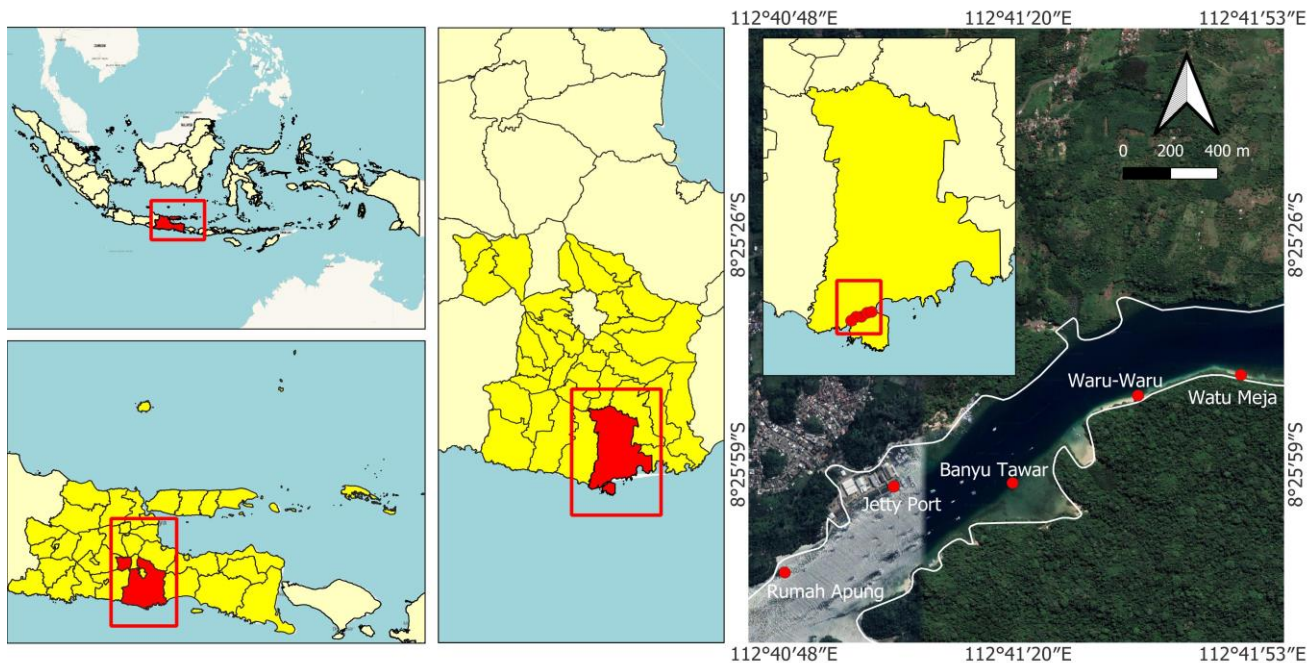 112°40′48″E 112°41′20″E 112°41′53″E
0 200 400 m
8°25′26″S
8°25′26″S
8°25′59″S
8°25′59″S
Waru-Waru
Watu Meja
Banyu Tawar
Jetty Port
Rumah Apung
112°40′48″E 112°41′20″E 112°41′53″E